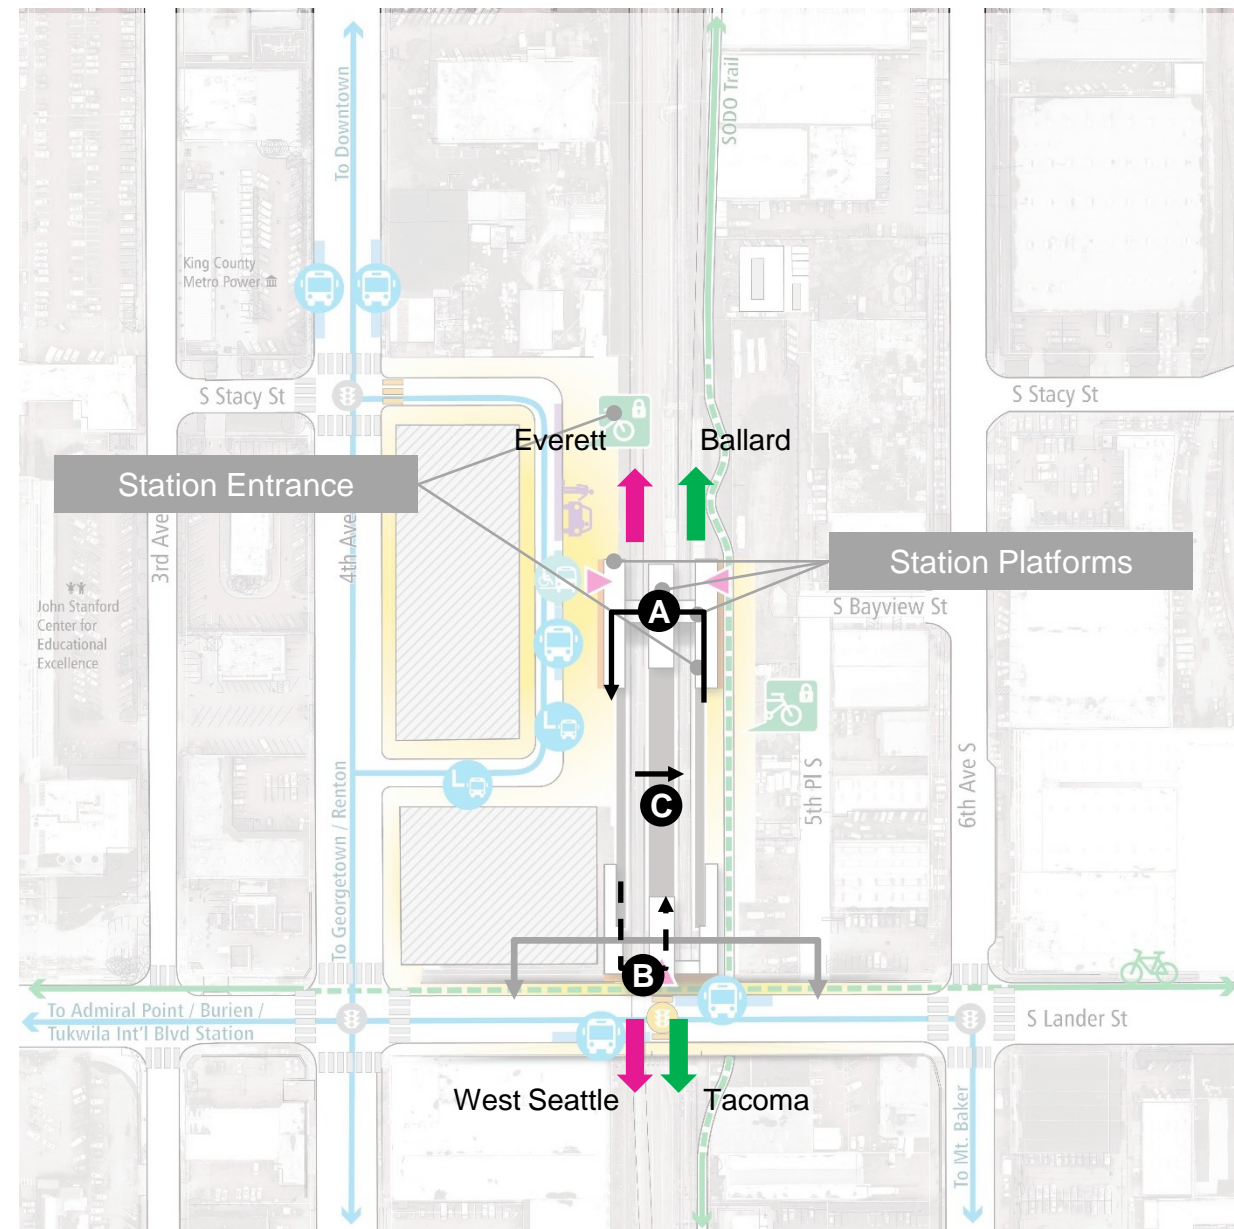 To Downtown
SODO Trail
King County
Metro Power
S Stacy St
S Stacy St
Everett
Ballard
Station Entrance
3rd Ave
4th Ave
Station Platforms
John Stanford
Center for
Educational
Excellence
A
S Bayview St
L
L
C
5th Pl S
6th Ave S
To Georgetown / Renton
B
To Admiral Point / Burien /
Tukwila Int'l Blvd Station
S Lander St
West Seattle
Tacoma
To Mt. Baker